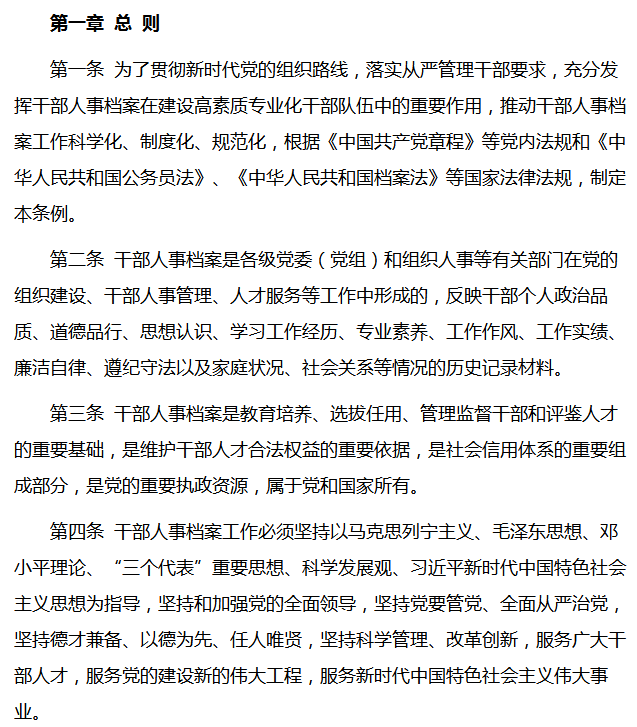 第一章 总 则
第一条 为了贯彻新时代党的组织路线，落实从严管理干部要求，充分发
挥干部人事档案在建设高素质专业化干部队伍中的重要作用，推动干部人事档
案工作科学化、制度化、规范化，根据《中国共产党章程》等党内法规和《中
华人民共和国公务员法》、《中华人民共和国档案法》等国家法律法规，制定
本条例。
第二条 干部人事档案是各级党委（党组）和组织人事等有关部门在党的
组织建设、干部人事管理、人才服务等工作中形成的，反映干部个人政治品
质、道德品行、思想认识、学习工作经历、专业素养、工作作风、工作实绩、
廉洁自律、遵纪守法以及家庭状况、社会关系等情况的历史记录材料。
第三条 干部人事档案是教育培养、选拔任用、管理监督干部和评鉴人才
的重要基础，是维护干部人才合法权益的重要依据，是社会信用体系的重要组
成部分，是党的重要执政资源，属于党和国家所有。
第四条 干部人事档案工作必须坚持以马克思列宁主义、毛泽东思想、邓
小平理论、“三个代表”重要思想、科学发展观、习近平新时代中国特色社会
主义思想为指导，坚持和加强党的全面领导，坚持党要管党、全面从严治党，
坚持德才兼备、以德为先、任人唯贤，坚持科学管理、改革创新，服务广大干
部人才，服务党的建设新的伟大工程，服务新时代中国特色社会主义伟大事
业。